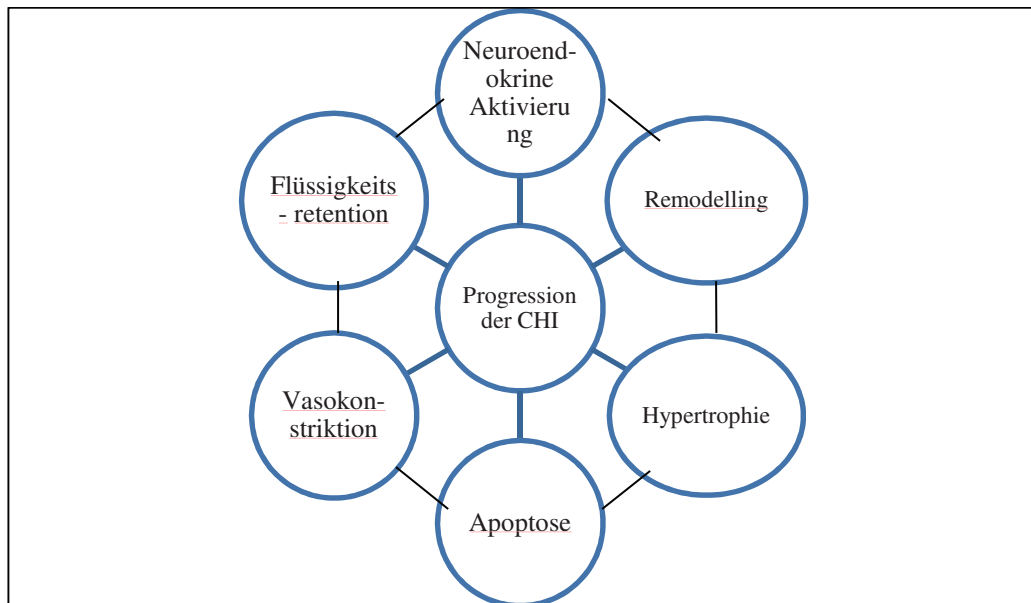 Neuroend-
okrine
Aktivieru
ng
Flüssigkeits
- retention
Remodelling
Progression
der CHI
Vasokon-
striktion
Hypertrophie
Apoptose